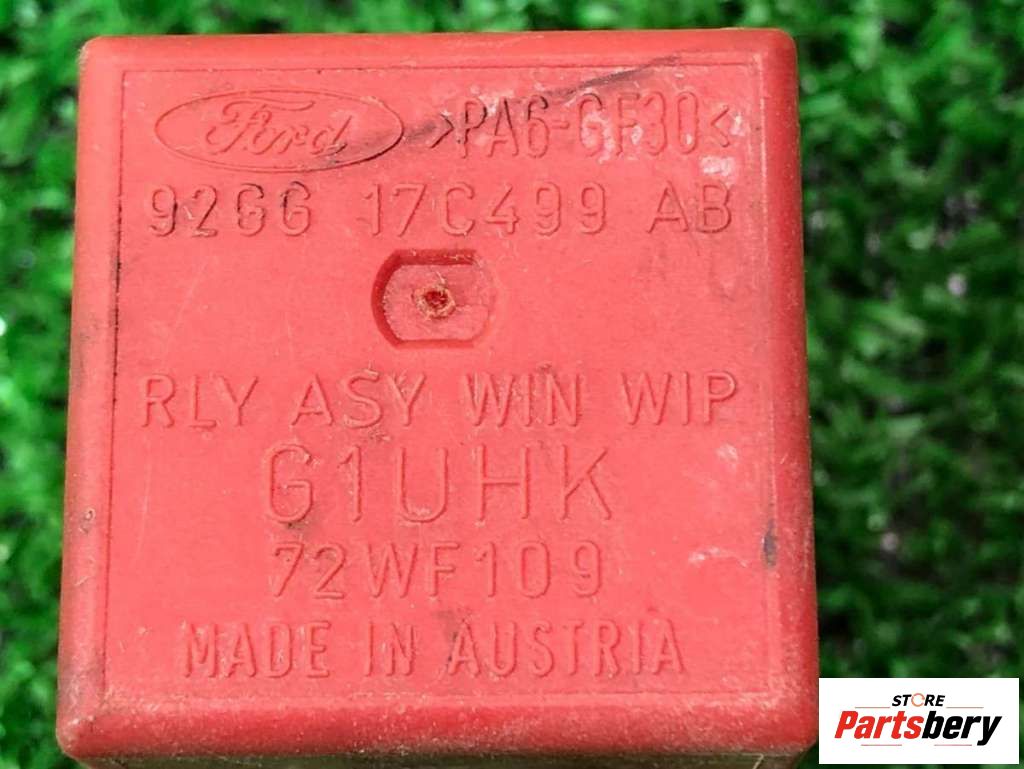 Ford >PA6-GF30<
92GG 17C499 AB
RLY ASY WIN WIP
G1UHK
72WF109
MADE IN AUSTRIA
STORE
Partsbery